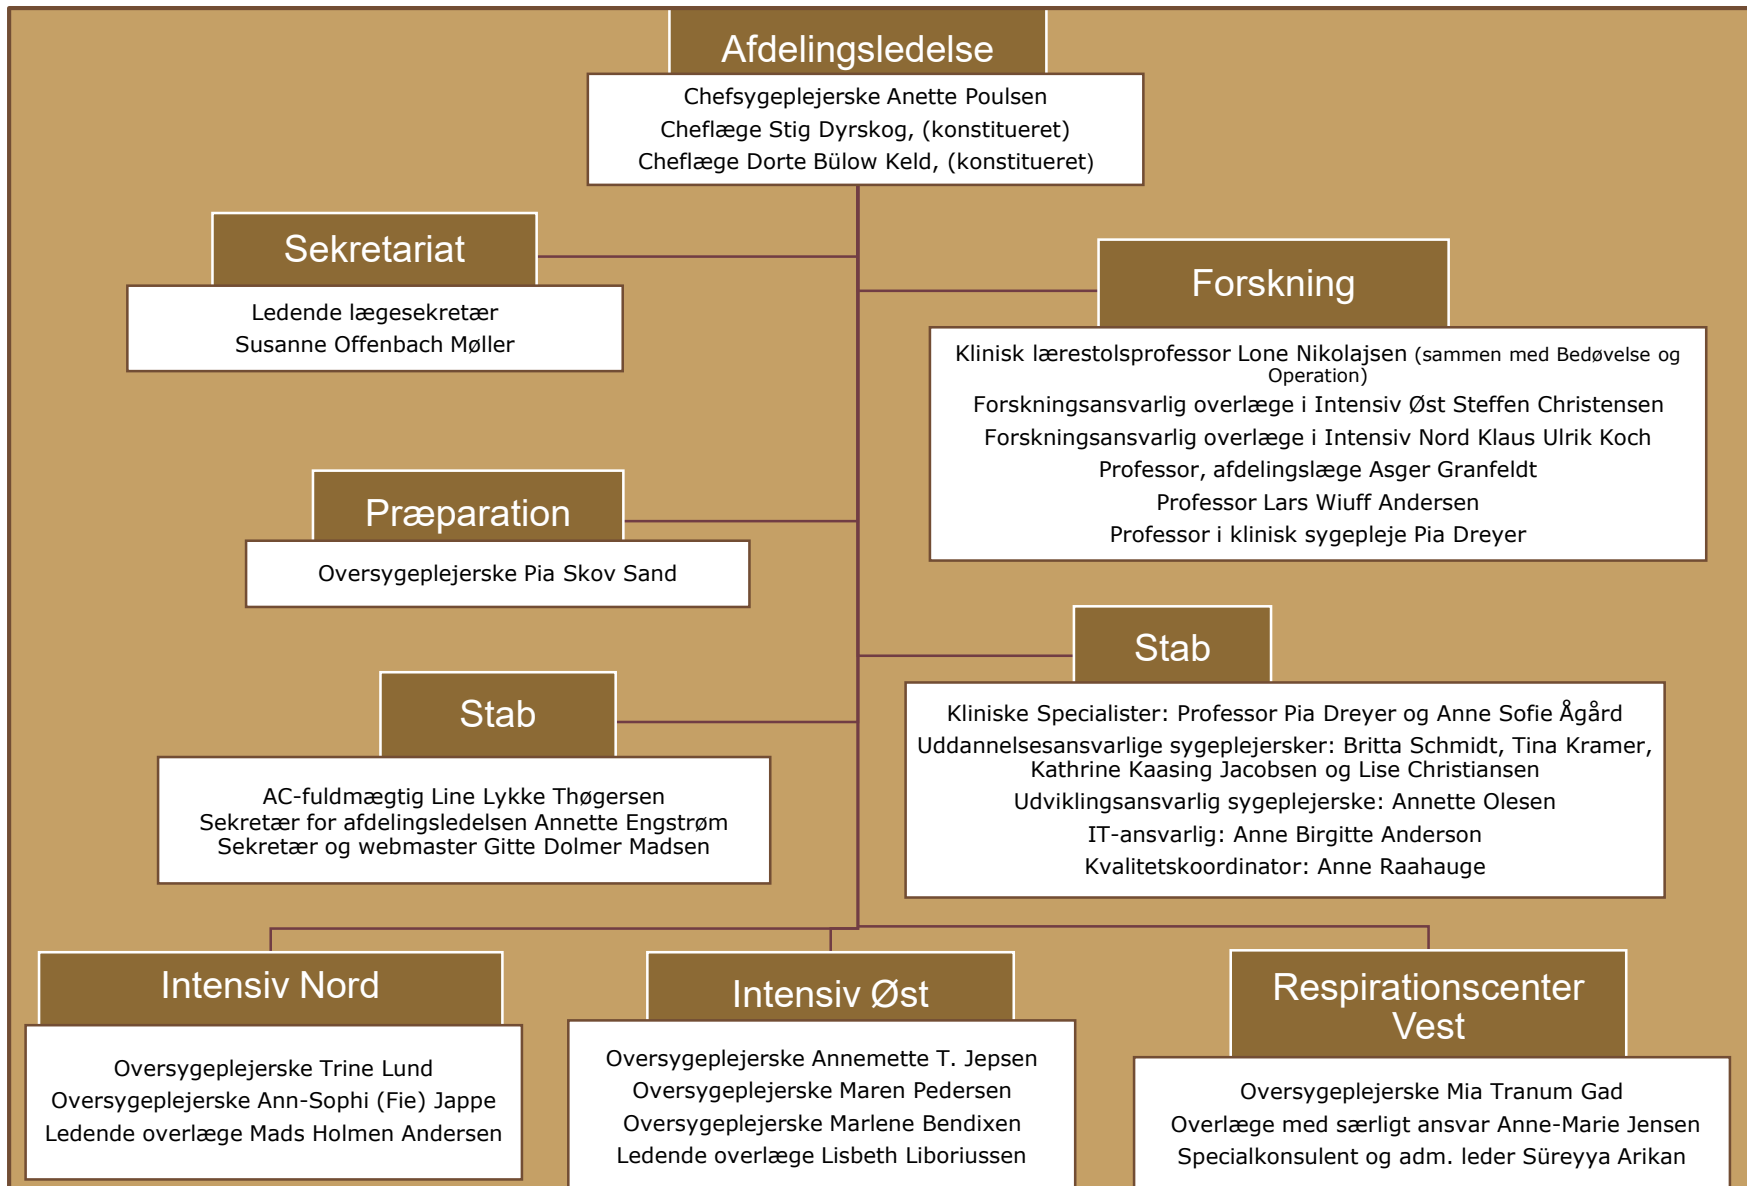 Afdelingsledelse
Chefsygeplejerske Anette Poulsen
Cheflæge Stig Dyrskog, (konstitueret)
Cheflæge Dorte Bülow Keld, (konstitueret)
Sekretariat
Ledende lægesekretær
Susanne Offenbach Møller
Forskning
Klinisk lærestolsprofessor Lone Nikolajsen (sammen med Bedøvelse og
Operation)
Forskningsansvarlig overlæge i Intensiv Øst Steffen Christensen
Forskningsansvarlig overlæge i Intensiv Nord Klaus Ulrik Koch
Professor, afdelingslæge Asger Granfeldt
Professor Lars Wiuff Andersen
Professor i klinisk sygepleje Pia Dreyer
Præparation
Oversygeplejerske Pia Skov Sand
Stab
Kliniske Specialister: Professor Pia Dreyer og Anne Sofie Ågård
Uddannelsesansvarlige sygeplejersker: Britta Schmidt, Tina Kramer,
Kathrine Kaasing Jacobsen og Lise Christiansen
Udviklingsansvarlig sygeplejerske: Annette Olesen
IT-ansvarlig: Anne Birgitte Anderson
Kvalitetskoordinator: Anne Raahauge
Stab
AC-fuldmægtig Line Lykke Thøgersen
Sekretær for afdelingsledelsen Annette Engstrøm
Sekretær og webmaster Gitte Dolmer Madsen
Intensiv Nord
Oversygeplejerske Trine Lund
Oversygeplejerske Ann-Sophi (Fie) Jappe
Ledende overlæge Mads Holmen Andersen
Intensiv Øst
Oversygeplejerske Annemette T. Jepsen
Oversygeplejerske Maren Pedersen
Oversygeplejerske Marlene Bendixen
Ledende overlæge Lisbeth Liboriussen
Respirationscenter
Vest
Oversygeplejerske Mia Tranum Gad
Overlæge med særligt ansvar Anne-Marie Jensen
Specialkonsulent og adm. leder Süreyya Arikan